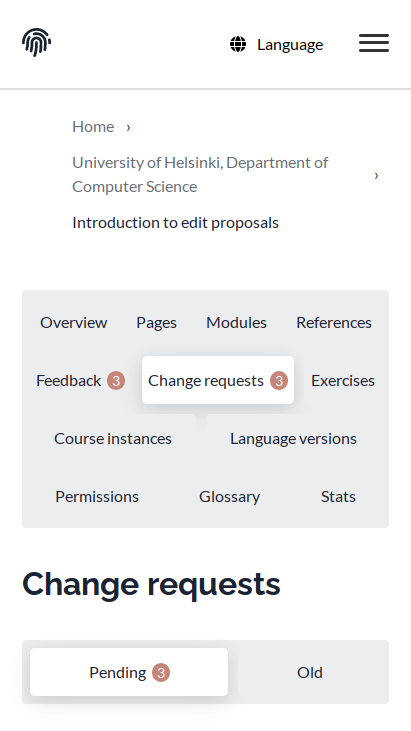 Language
Home ›
University of Helsinki, Department of
Computer Science ›
Introduction to edit proposals
Overview Pages Modules References
Feedback 3 Change requests 3 Exercises
Course instances Language versions
Permissions Glossary Stats
Change requests
Pending 3 Old